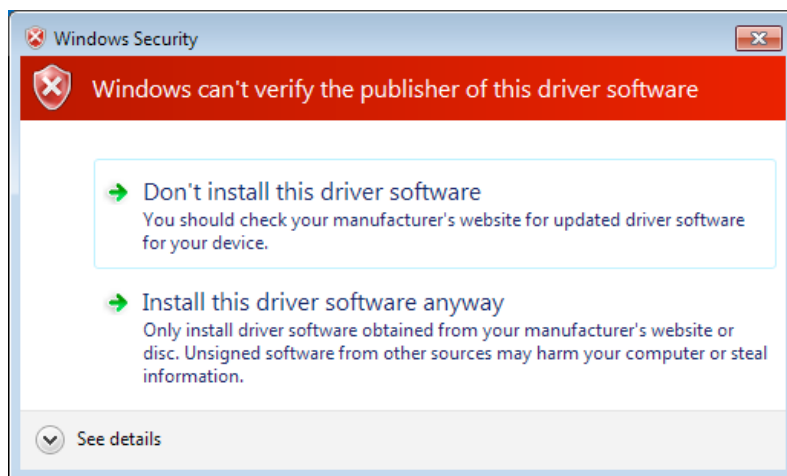 Windows Security
Windows can't verify the publisher of this driver software
Don't install this driver software
You should check your manufacturer's website for updated driver software
for your device.
Install this driver software anyway
Only install driver software obtained from your manufacturer's website or
disc. Unsigned software from other sources may harm your computer or steal
information.
See details